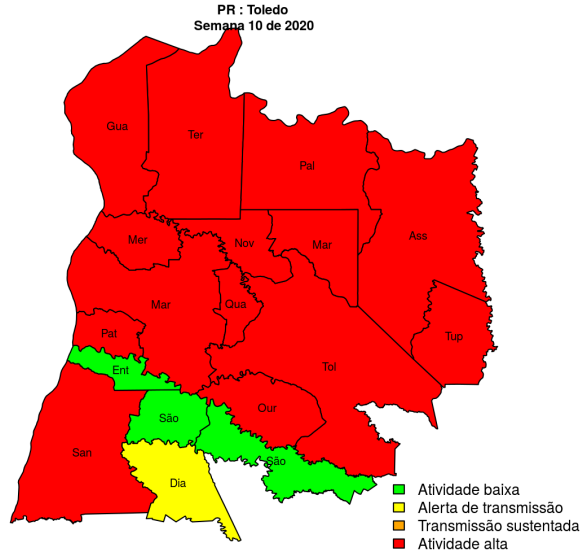 PR : Toledo
Semana 10 de 2020
Gua
Ter
Pal
Ass
Mer
Nov
Mar
Mar
Qua
Pat
Tup
Ent
Tol
Our
São
San
São
Dia
Atividade baixa
Alerta de transmissão
Transmissão sustentada
Atividade alta